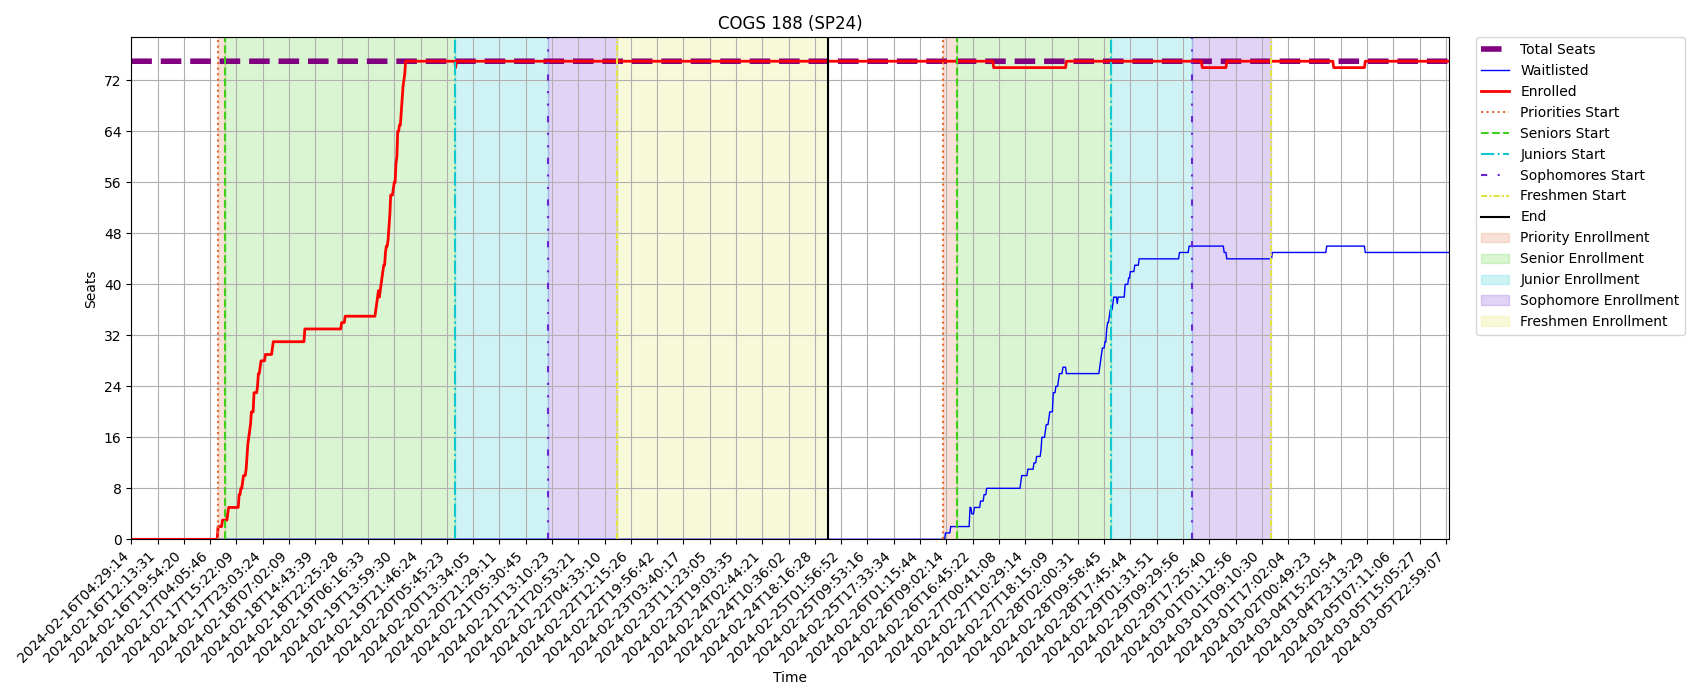 COGS 188 (SP24)
Seats
72
64
56
48
40
32
24
16
8
0
2024-02-16T04:29:14
2024-02-16T12:13:31
2024-02-16T19:54:20
2024-02-17T04:05:46
2024-02-17T15:22:09
2024-02-17T23:03:24
2024-02-18T07:02:09
2024-02-18T14:43:39
2024-02-18T22:25:28
2024-02-19T06:16:33
2024-02-19T13:59:30
2024-02-19T21:46:24
2024-02-20T05:45:23
2024-02-20T13:34:05
2024-02-20T21:29:11
2024-02-21T05:30:45
2024-02-21T13:10:23
2024-02-21T20:53:21
2024-02-22T04:33:10
2024-02-22T12:15:26
2024-02-22T19:56:42
2024-02-23T03:40:17
2024-02-23T11:23:05
2024-02-23T19:03:35
2024-02-24T02:44:21
2024-02-24T10:36:02
2024-02-24T18:16:28
2024-02-25T01:56:52
2024-02-25T09:53:16
2024-02-25T17:33:34
2024-02-26T01:15:44
2024-02-26T09:02:14
2024-02-26T16:45:22
2024-02-27T00:41:08
2024-02-27T10:29:14
2024-02-27T18:15:09
2024-02-28T02:00:31
2024-02-28T09:58:45
2024-02-28T17:45:44
2024-02-29T01:31:51
2024-02-29T09:29:56
2024-02-29T17:25:40
2024-03-01T01:12:56
2024-03-01T09:10:30
2024-03-01T17:02:04
2024-03-02T00:49:23
2024-03-04T15:20:54
2024-03-04T23:13:29
2024-03-05T07:11:06
2024-03-05T15:05:27
2024-03-05T22:59:07
Time
Total Seats
Waitlisted
Enrolled
Priorities Start
Seniors Start
Juniors Start
Sophomores Start
Freshmen Start
End
Priority Enrollment
Senior Enrollment
Junior Enrollment
Sophomore Enrollment
Freshmen Enrollment